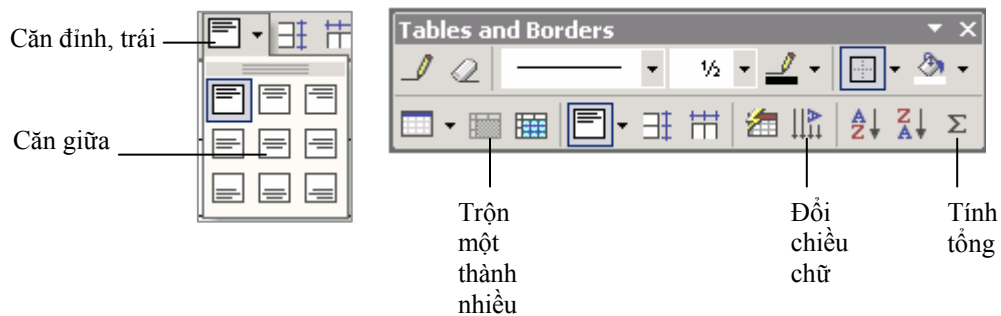 Căn đỉnh, trái
Căn giữa
Tables and Borders
½
A
A
Z
Z
A
Σ
Trộn
một
thành
nhiều
Đổi
chiều
chữ
Tính
tổng